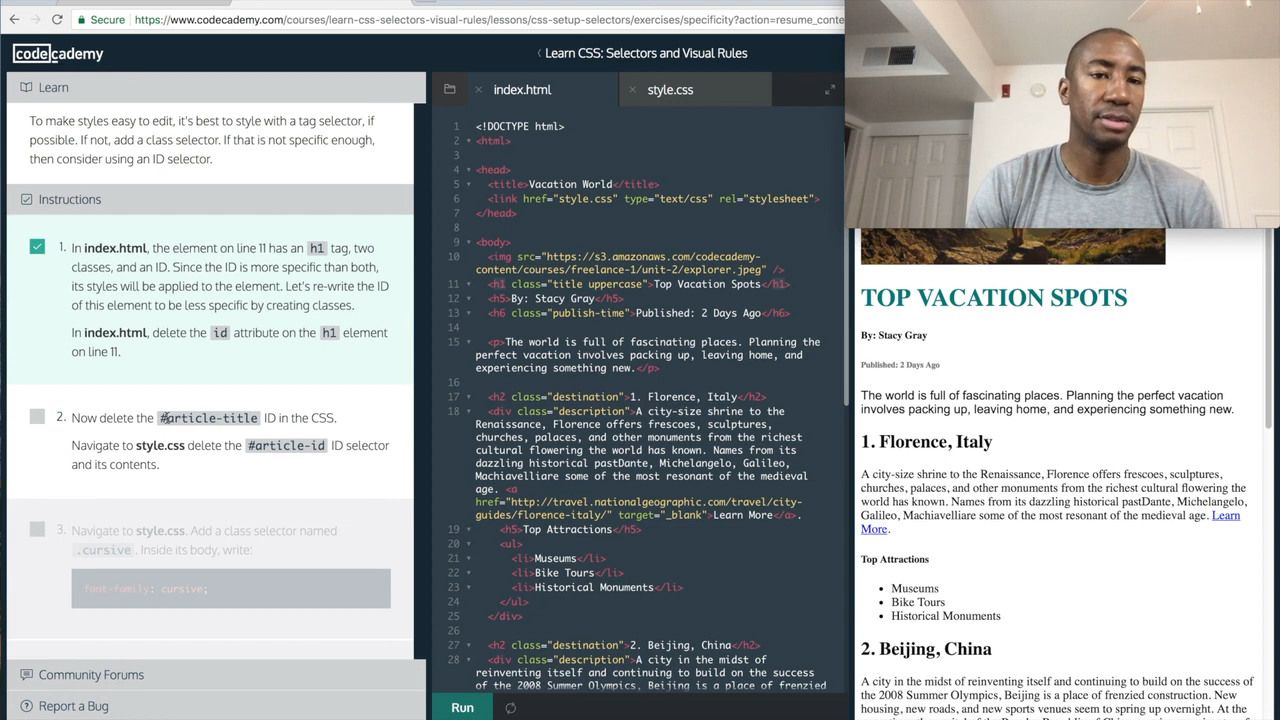 Secure
https://www.codecademy.com/courses/learn-css-selectors-visual-rules/lessons/css-setup-selectors/exercises/specificity?action=resume_conte
codecademy
Learn CSS: Selectors and Visual Rules
Learn
To make styles easy to edit, it's best to style with a tag selector, if
possible. If not, add a class selector. If that is not specific enough,
then consider using an ID selector.
Instructions
1. In index.html, the element on line 11 has an h1 tag, two
classes, and an ID. Since the ID is more specific than both,
its styles will be applied to the element. Let's re-write the ID
of this element to be less specific by creating classes.
In index.html, delete the id attribute on the h1 element
on line 11.
2. Now delete the #article-title ID in the CSS.
Navigate to style.css delete the #article-id ID selector
and its contents.
3. Navigate to style.css. Add a class selector named
.cursive. Inside its body, write:
font-family: cursive;
Community Forums
Report a Bug
index.html
style.css
1 <!DOCTYPE html>
2 <html>
3
4 <head>
5 <title>Vacation World</title>
6 <link href="style.css" type="text/css" rel="stylesheet">
7 </head>
8
9 <body>
10 <img src="https://s3.amazonaws.com/codecademy-
content/courses/freelance-1/unit-2/explorer.jpeg" />
11 <h1 class="title uppercase">Top Vacation Spots</h1>
12 <h5>By: Stacy Gray</h5>
13 <h6 class="publish-time">Published: 2 Days Ago</h6>
14
15 <p>The world is full of fascinating places. Planning the
perfect vacation involves packing up, leaving home, and
experiencing something new.</p>
16
17 <h2 class="destination">1. Florence, Italy</h2>
18 <div class="description">A city-size shrine to the
Renaissance, Florence offers frescoes, sculptures,
churches, palaces, and other monuments from the richest
cultural flowering the world has known. Names from its
dazzling historical pastDante, Michelangelo, Galileo,
Machiavelliare some of the most resonant of the medieval
age. <a
href="http://travel.nationalgeographic.com/travel/city-
guides/florence-italy/" target="_blank">Learn More</a>.
19 <h5>Top Attractions</h5>
20 <ul>
21 <li>Museums</li>
22 <li>Bike Tours</li>
23 <li>Historical Monuments</li>
24 </ul>
25 </div>
26
27 <h2 class="destination">2. Beijing, China</h2>
28 <div class="description">A city in the midst of
reinventing itself and continuing to build on the success
of the 2008 Summer Olympics, Beijing is a place of frenzied
Run
TOP VACATION SPOTS
By: Stacy Gray
Published: 2 Days Ago
The world is full of fascinating places. Planning the perfect vacation
involves packing up, leaving home, and experiencing something new.
1. Florence, Italy
A city-size shrine to the Renaissance, Florence offers frescoes, sculptures,
churches, palaces, and other monuments from the richest cultural flowering the
world has known. Names from its dazzling historical pastDante, Michelangelo,
Galileo, Machiavelliare some of the most resonant of the medieval age. Learn
More.
Top Attractions
• Museums
• Bike Tours
• Historical Monuments
2. Beijing, China
A city in the midst of reinventing itself and continuing to build on the success of
the 2008 Summer Olympics, Beijing is a place of frenzied construction. New
housing, new roads, and new sports venues seem to spring up overnight. At the